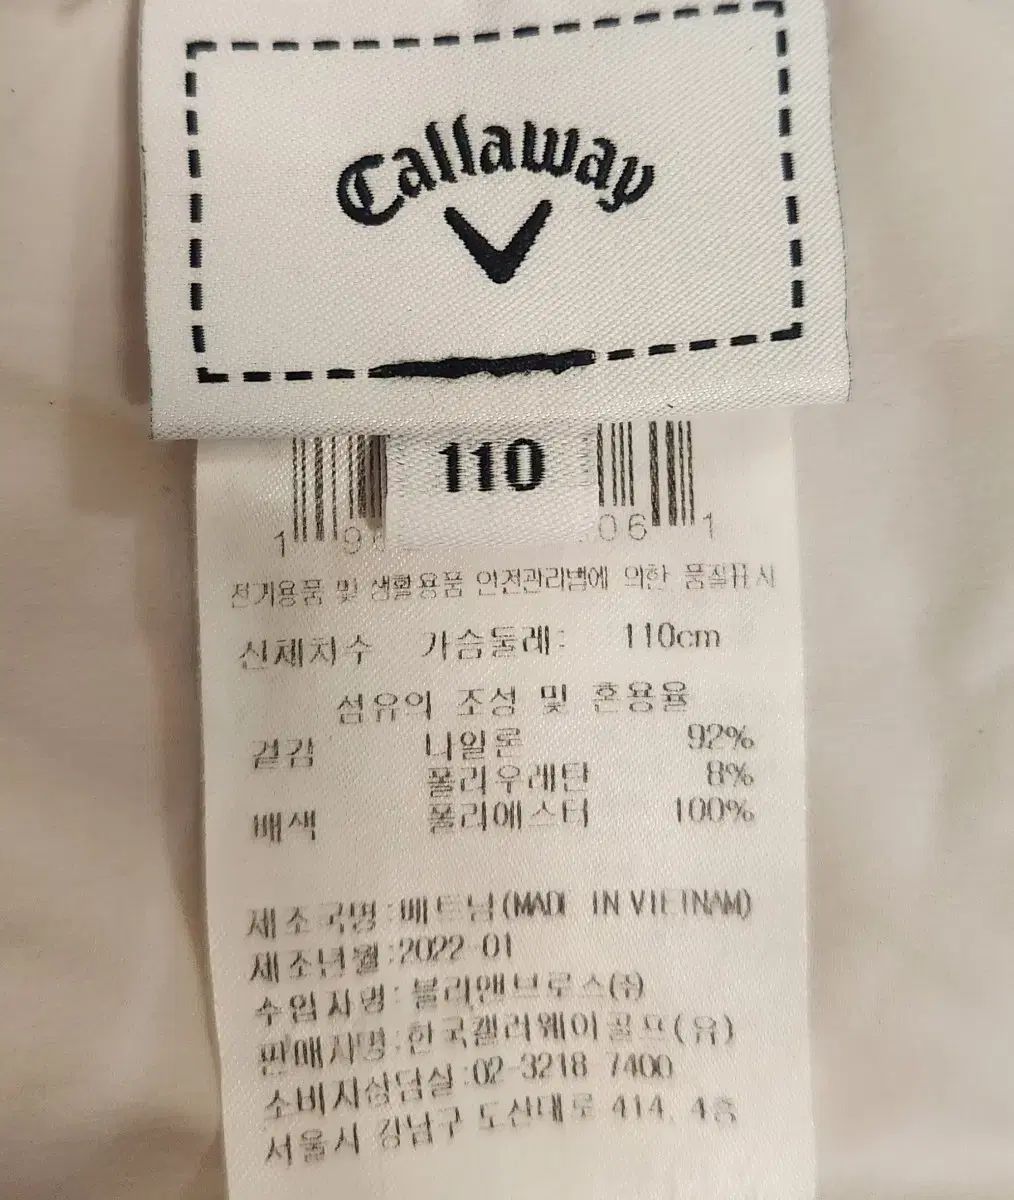 Callaway
110
1 9 06 1
전기용품 및 생활용품 안전관리법에 의한 품질표시
신체치수 가슴둘레: 110cm
섬유의 조성 및 혼용율
겉감 나일론 92%
폴리우레탄 8%
배색 폴리에스터 100%
제조국명:베트남(MADE IN VIETNAM)
제조년월:2022-01
수입자명:블리앤브로스(주)
판매자명:한국캘러웨이골프(유)
소비자상담실:02-3218-7400
서울시 강남구 도산대로 414, 4층